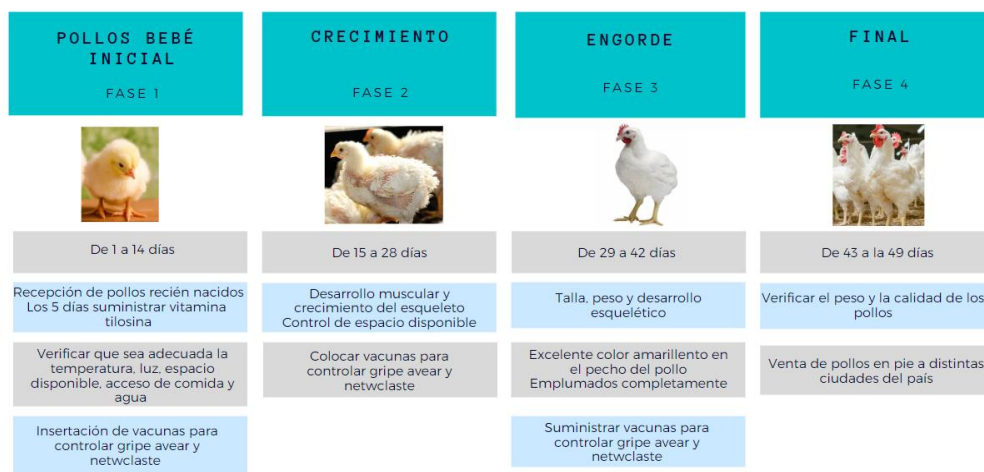 POLLOS BEBÉ
INICIAL
FASE 1
De 1 a 14 días
Recepción de pollos recién nacidos
Los 5 días suministrar vitamina
tilosina
Verificar que sea adecuada la
temperatura, luz, espacio
disponible, acceso de comida y
agua
Insertación de vacunas para
controlar gripe avear y
netwclaste
CRECIMIENTO
FASE 2
De 15 a 28 días
Desarrollo muscular y
crecimiento del esqueleto
Control de espacio disponible
Colocar vacunas para
controlar gripe avear y
netwclaste
ENGORDE
FASE 3
De 29 a 42 días
Talla, peso y desarrollo
esquelético
Excelente color amarillento en
el pecho del pollo
Emplumados completamente
Suministrar vacunas para
controlar gripe avear y
netwclaste
FINAL
FASE 4
De 43 a la 49 días
Verificar el peso y la calidad de los
pollos
Venta de pollos en pie a distintas
ciudades del país